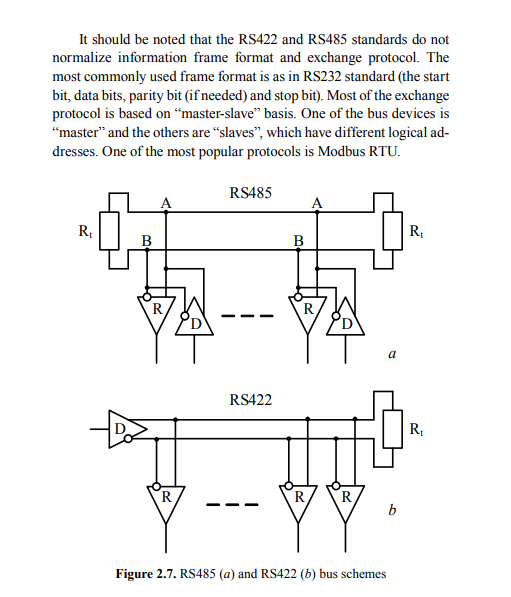 It should be noted that the RS422 and RS485 standards do not
normalize information frame format and exchange protocol. The
most commonly used frame format is as in RS232 standard (the start
bit, data bits, parity bit (if needed) and stop bit). Most of the exchange
protocol is based on “master-slave” basis. One of the bus devices is
“master” and the others are “slaves”, which have different logical ad-
dresses. One of the most popular protocols is Modbus RTU.
RS485
A A
Rt B B Rt
R D R D
a
RS422
D Rt
R R R
b
Figure 2.7. RS485 (a) and RS422 (b) bus schemes